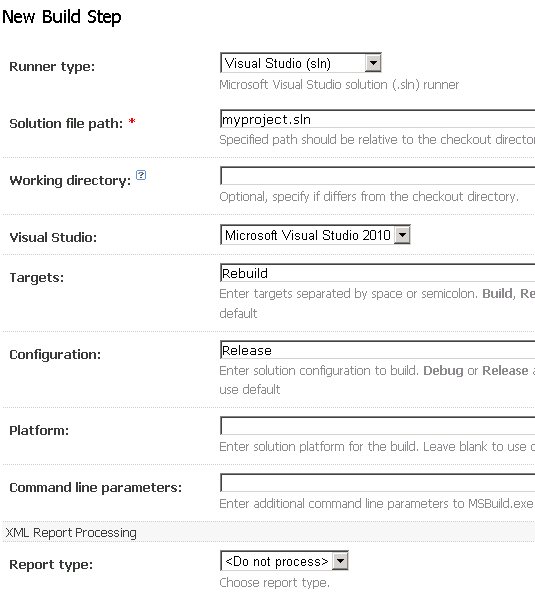 New Build Step
Runner type:
Visual Studio (sln)
Microsoft Visual Studio solution (.sln) runner
Solution file path: *
myproject.sln
Specified path should be relative to the checkout
Working directory: ?
Optional, specify if differs from the checkout directory.
Visual Studio:
Microsoft Visual Studio 2010
Targets:
Rebuild
Enter targets separated by space or semicolon. Build,
default
Configuration:
Release
Enter solution configuration to build. Debug or Release
use default
Platform:
Enter solution platform for the build. Leave blank to use
Command line parameters:
Enter additional command line parameters to MSBuild.exe
XML Report Processing
Report type:
<Do not process>
Choose report type.